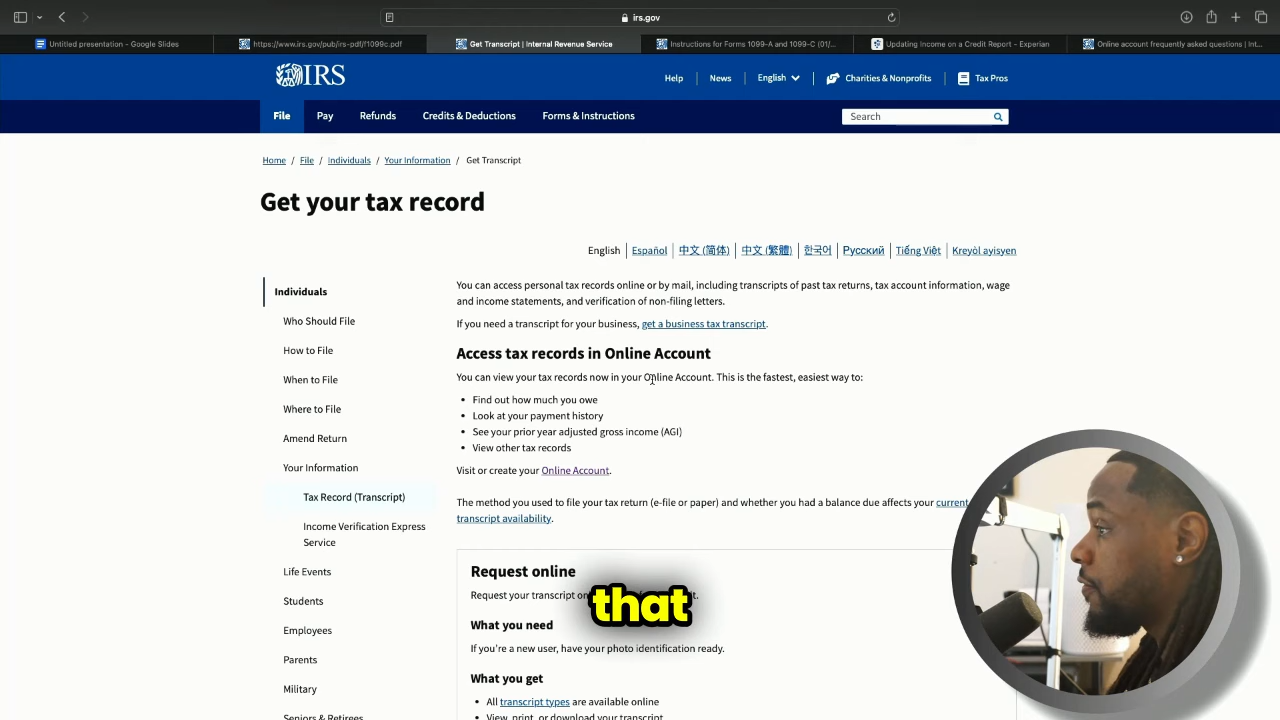 irs.gov
Untitled presentation - Google Slides
https://www.irs.gov/pub/irs-pdf/f1099c.pdf
Get Transcript | Internal Revenue Service
Instructions for Forms 1099-A and 1099-C (01/...
Updating Income on a Credit Report - Experian
Online account frequently asked questions | Int...
IRS
Help
News
English
Charities & Nonprofits
Tax Pros
File
Pay
Refunds
Credits & Deductions
Forms & Instructions
Search
Home / File / Individuals / Your Information / Get Transcript
Get your tax record
English
Español
中文 (简体)
中文 (繁體)
한국어
Русский
Tiếng Việt
Kreyòl ayisyen
Individuals
Who Should File
How to File
When to File
Where to File
Amend Return
Your Information
Tax Record (Transcript)
Income Verification Express
Service
Life Events
Students
Employees
Parents
Military
Seniors & Retirees
You can access personal tax records online or by mail, including transcripts of past tax returns, tax account information, wage
and income statements, and verification of non-filing letters.
If you need a transcript for your business, get a business tax transcript.
Access tax records in Online Account
You can view your tax records now in your Online Account. This is the fastest, easiest way to:
• Find out how much you owe
• Look at your payment history
• See your prior year adjusted gross income (AGI)
• View other tax records
Visit or create your Online Account.
The method you used to file your tax return (e-file or paper) and whether you had a balance due affects your current
transcript availability.
Request online
Request your transcript
that
What you need
If you're a new user, have your photo identification ready.
What you get
• All transcript types are available online
• View, print, or download your transcript